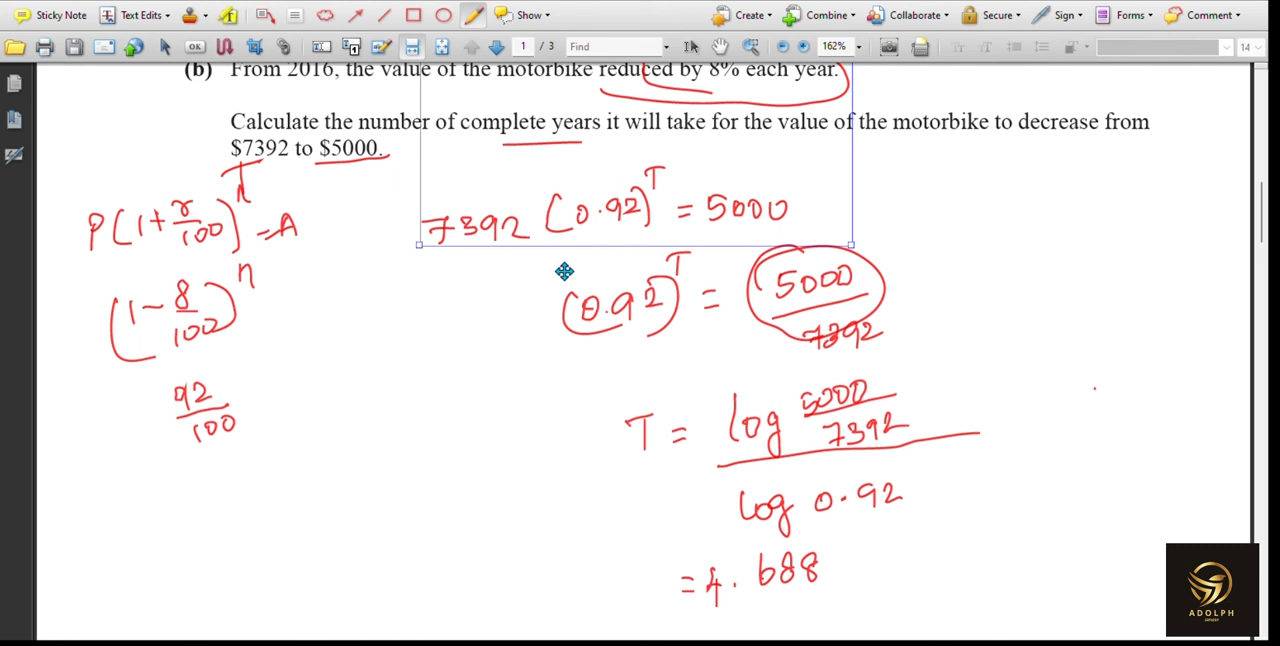 Sticky Note Text Edits Show Create Combine Collaborate Secure Sign Forms Comment
OK 1 / 3 Find 162% 14
(b) From 2016, the value of the motorbike reduced by 8% each year.
Calculate the number of complete years it will take for the value of the motorbike to decrease from
$7392 to $5000.
P(1+r/100)^n = A
7392 (0.92)^T = 5000
(1-8/100)^n
(0.92)^T = 5000/7392
92/100
T = log 5000/7392
log 0.92
=4.688
ADOLPH